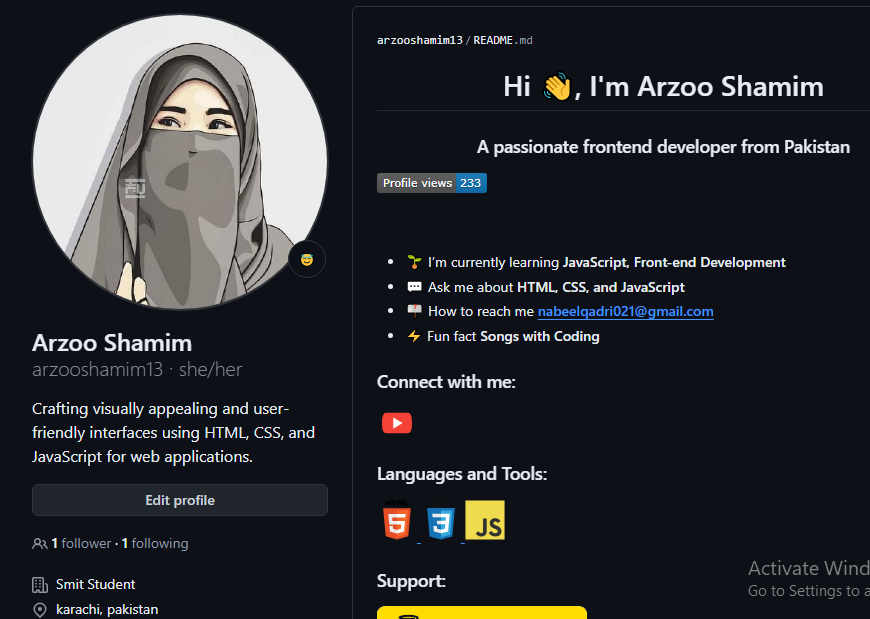 arzooshamim13/README.md
Hi 👋, I'm Arzoo Shamim
A passionate frontend developer from Pakistan
Profile views 233
🌱 I’m currently learning JavaScript, Front-end Development
💬 Ask me about HTML, CSS, and JavaScript
📫 How to reach me nabeelqadri021@gmail.com
⚡ Fun fact Songs with Coding
Connect with me:
Languages and Tools:
HTML
5
3
JS
Support:
Arzoo Shamim
arzooshamim13 · she/her
Crafting visually appealing and user-
friendly interfaces using HTML, CSS, and
JavaScript for web applications.
Edit profile
1 follower · 1 following
Smit Student
karachi, pakistan
Activate Wind
Go to Settings to a